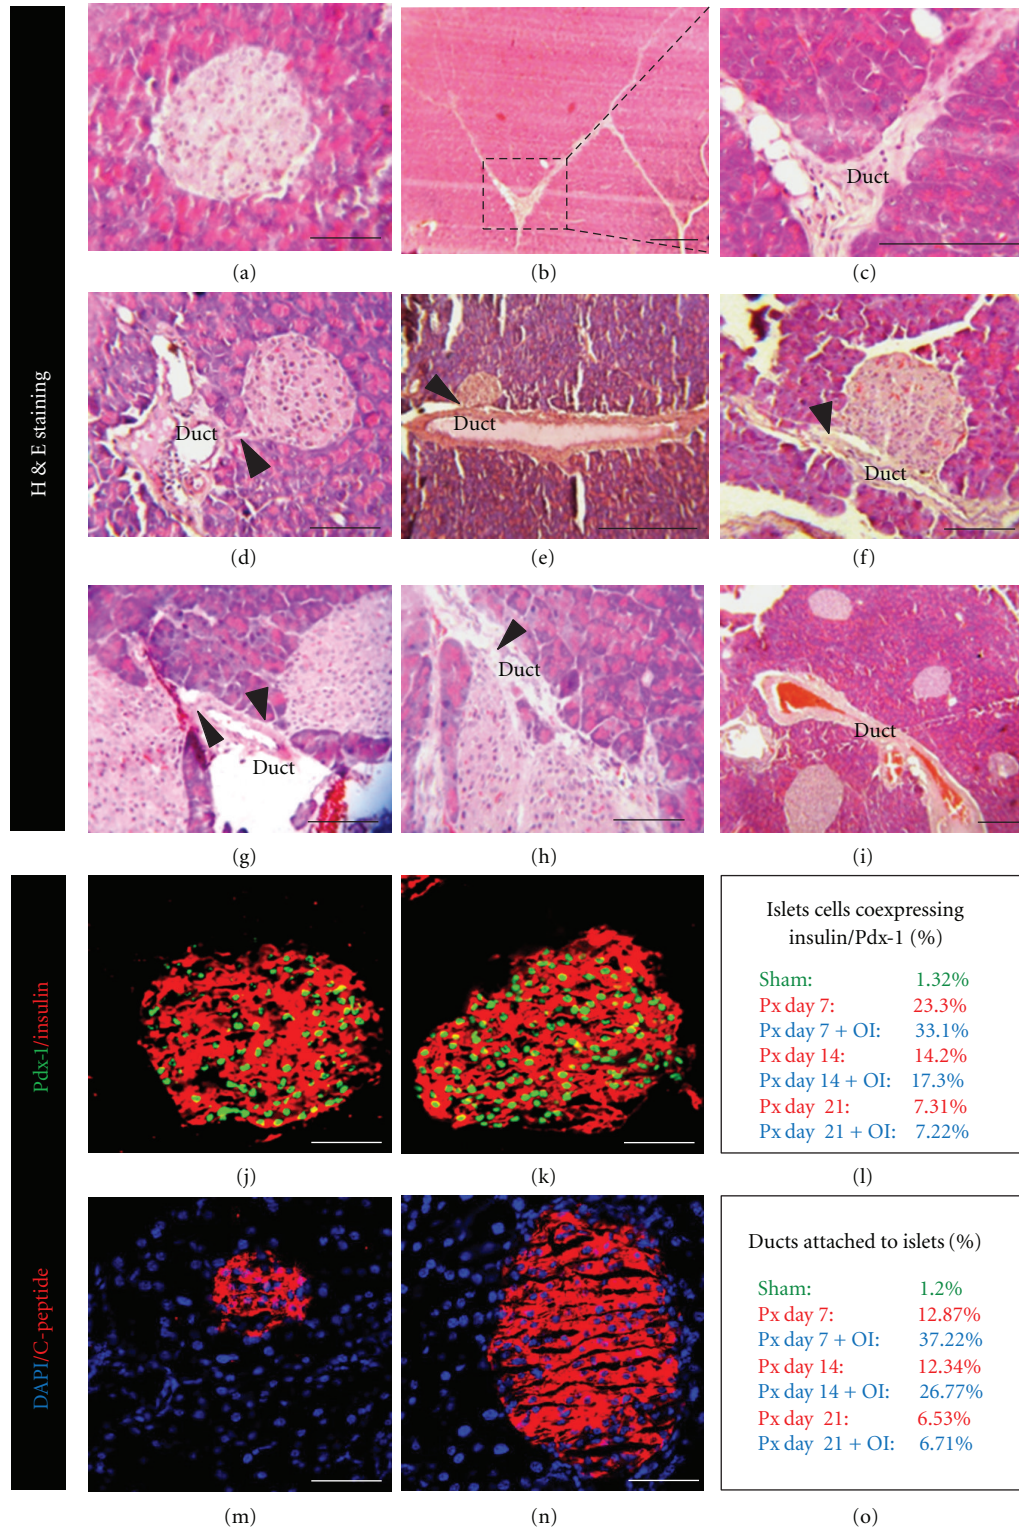 H & E staining
(a)
(b)
Duct
(c)
Duct
(d)
Duct
(e)
Duct
(f)
Duct
(g)
Duct
(h)
Duct
(i)
Pdx-1/insulin
(j)
(k)
Islets cells coexpressing
insulin/Pdx-1 (%)
Sham: 1.32%
Px day 7: 23.3%
Px day 7 + OI: 33.1%
Px day 14: 14.2%
Px day 14 + OI: 17.3%
Px day 21: 7.31%
Px day 21 + OI: 7.22%
(l)
DAPI/C-peptide
(m)
(n)
Ducts attached to islets (%)
Sham: 1.2%
Px day 7: 12.87%
Px day 7 + OI: 37.22%
Px day 14: 12.34%
Px day 14 + OI: 26.77%
Px day 21: 6.53%
Px day 21 + OI: 6.71%
(o)